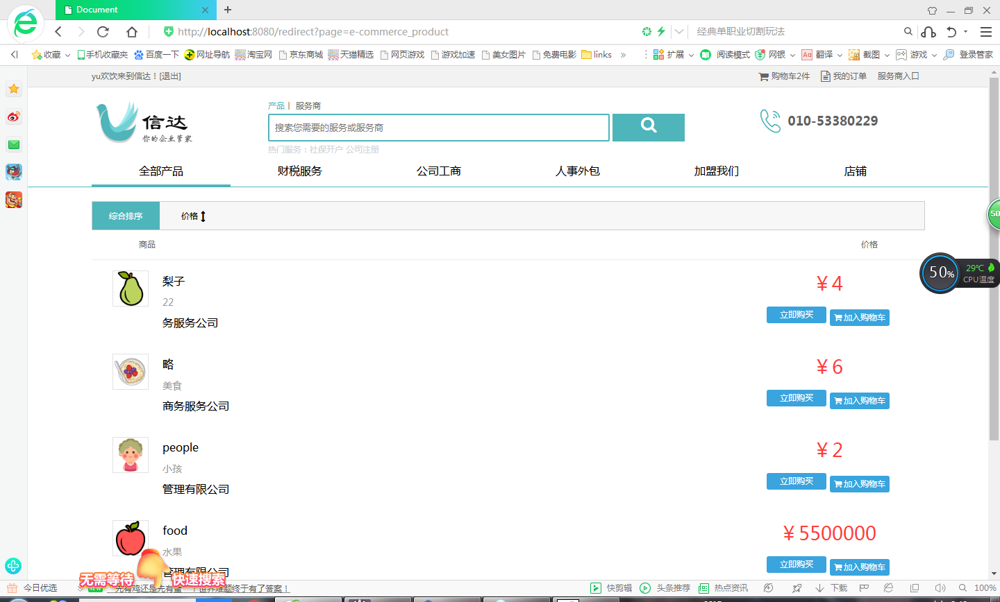 Document
http://localhost:8080/redirect?page=e-commerce_product
经典单职业切割玩法
收藏 手机收藏夹 百度一下 网址导航 淘宝网 京东商城 天猫精选 网页游戏 游戏加速 美女图片 免费电影 links » 扩展 阅读模式 网银 Aa 翻译 截图 游戏 登录管家
yu欢饮来到信达！[退出]
购物车2件 我的订单 服务商入口
信达
你的企业管家
产品 | 服务商
搜索您需要的服务或服务商
热门服务：社保开户 公司注册
010-53380229
全部产品 财税服务 公司工商 人事外包 加盟我们 店铺
综合排序 价格
商品 价格
梨子
22
务服务公司
¥ 4
立即购买 加入购物车
略
美食
商务服务公司
¥ 6
立即购买 加入购物车
people
小孩
管理有限公司
¥ 2
立即购买 加入购物车
food
水果
管理有限公司
¥ 5500000
立即购买 加入购物车
50
50%
29℃
CPU温度
无需等待 快速搜索
今日优选
世界难题终于有了答案！
快剪辑 头条推荐 热点资讯 下载 100%